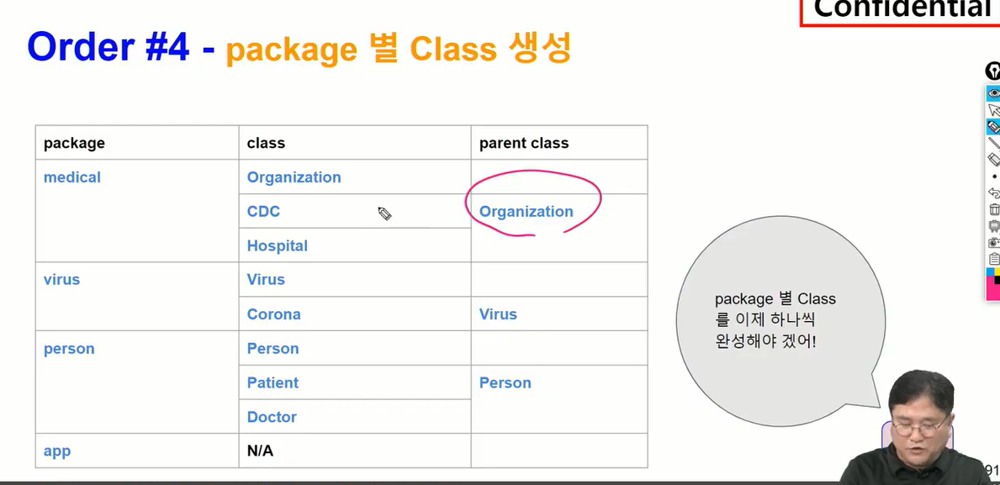 Confidential
Order #4 - package 별 Class 생성
package class parent class
medical Organization
CDC Organization
Hospital
virus Virus
Corona Virus
person Person
Patient Person
Doctor
app N/A
package 별 Class
를 이제 하나씩
완성해야 겠어!
91